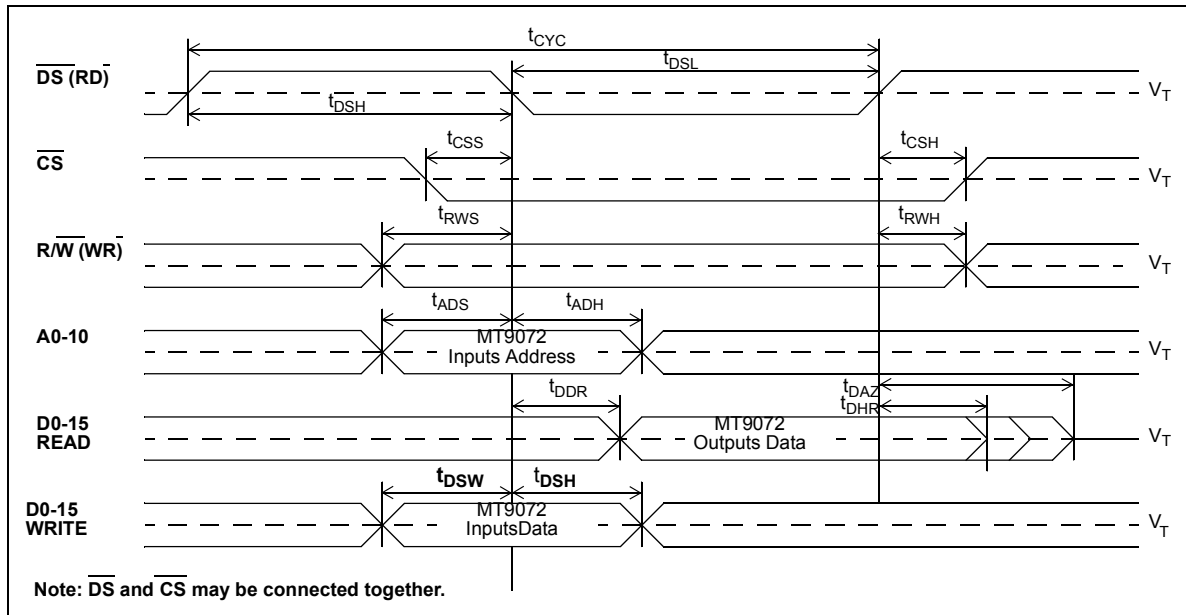 tCYC
DS (RD)
tDSL
VT
tDSH
CS
tCSS
tCSH
VT
R/W (WR)
tRWS
tRWH
VT
A0-10
tADS
tADH
MT9072
Inputs Address
VT
D0-15
READ
tDDR
tDAZ
tDHR
MT9072
Outputs Data
VT
D0-15
WRITE
tDSW
tDSH
MT9072
InputsData
VT
Note: DS and CS may be connected together.